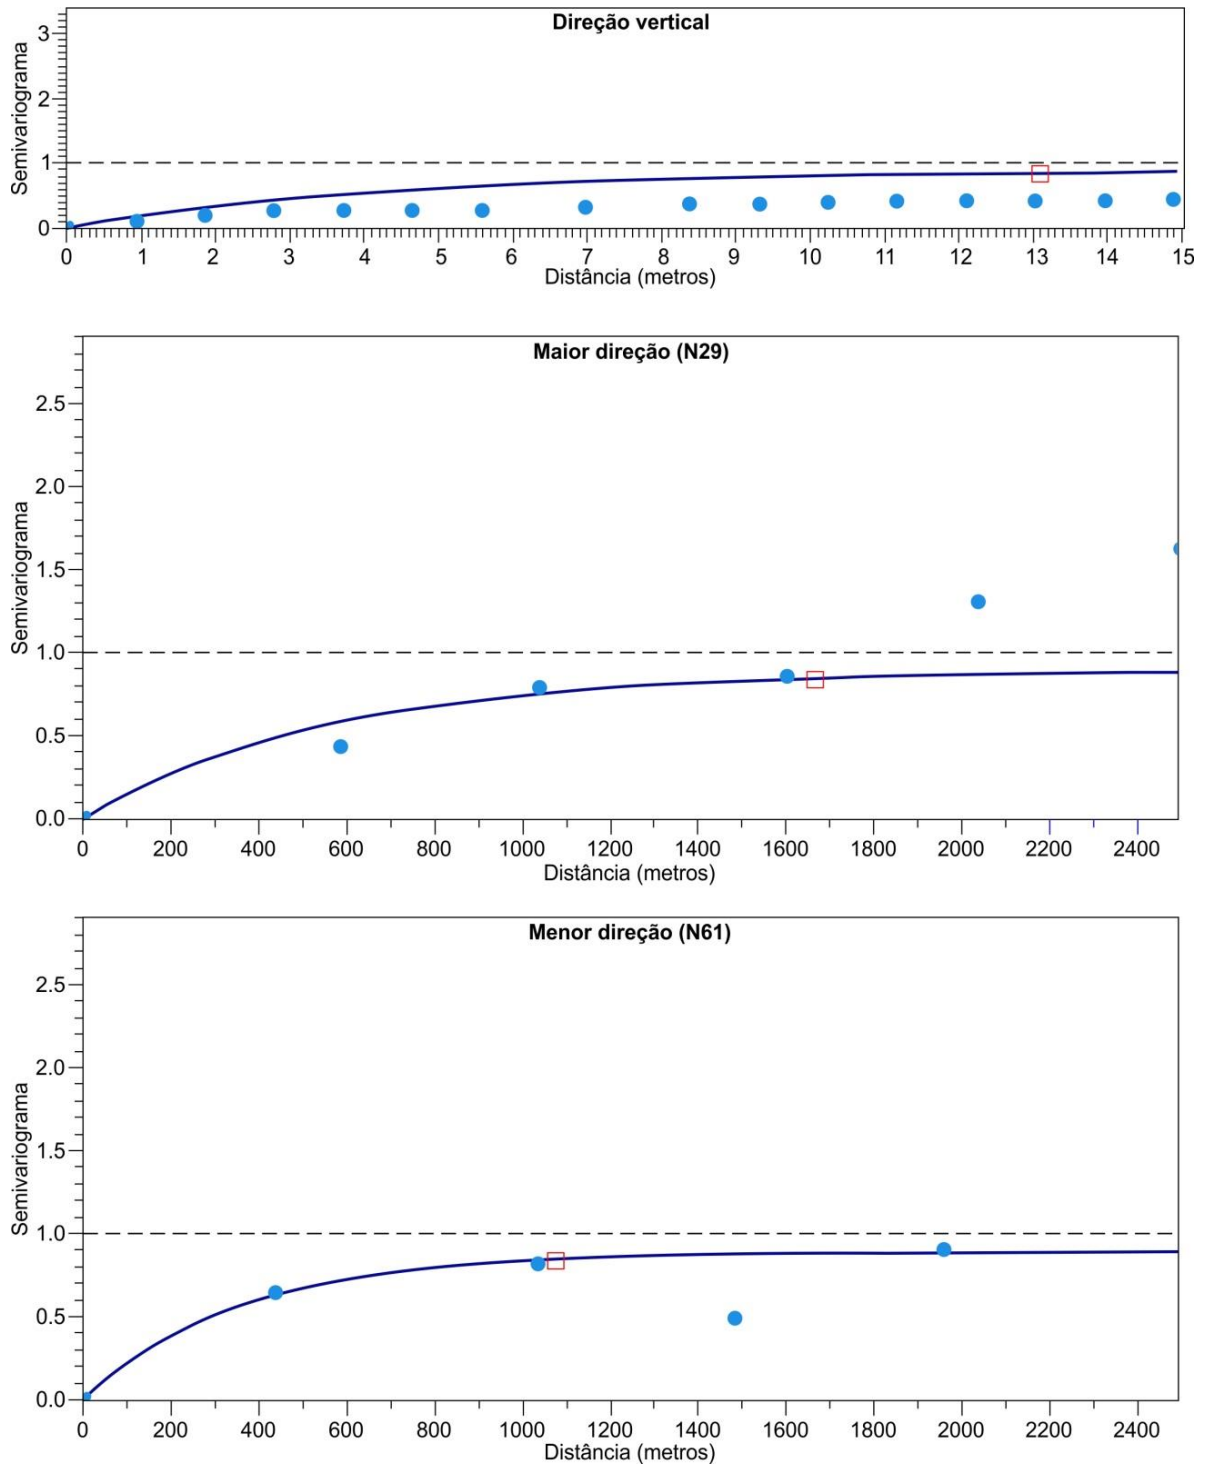 Direção vertical
Semivariograma
3
2
1
0
0 1 2 3 4 5 6 7 8 9 10 11 12 13 14 15
Distância (metros)
Maior direção (N29)
Semivariograma
2.5
2.0
1.5
1.0
0.5
0.0
0 200 400 600 800 1000 1200 1400 1600 1800 2000 2200 2400
Distância (metros)
Menor direção (N61)
Semivariograma
2.5
2.0
1.5
1.0
0.5
0.0
0 200 400 600 800 1000 1200 1400 1600 1800 2000 2200 2400
Distância (metros)